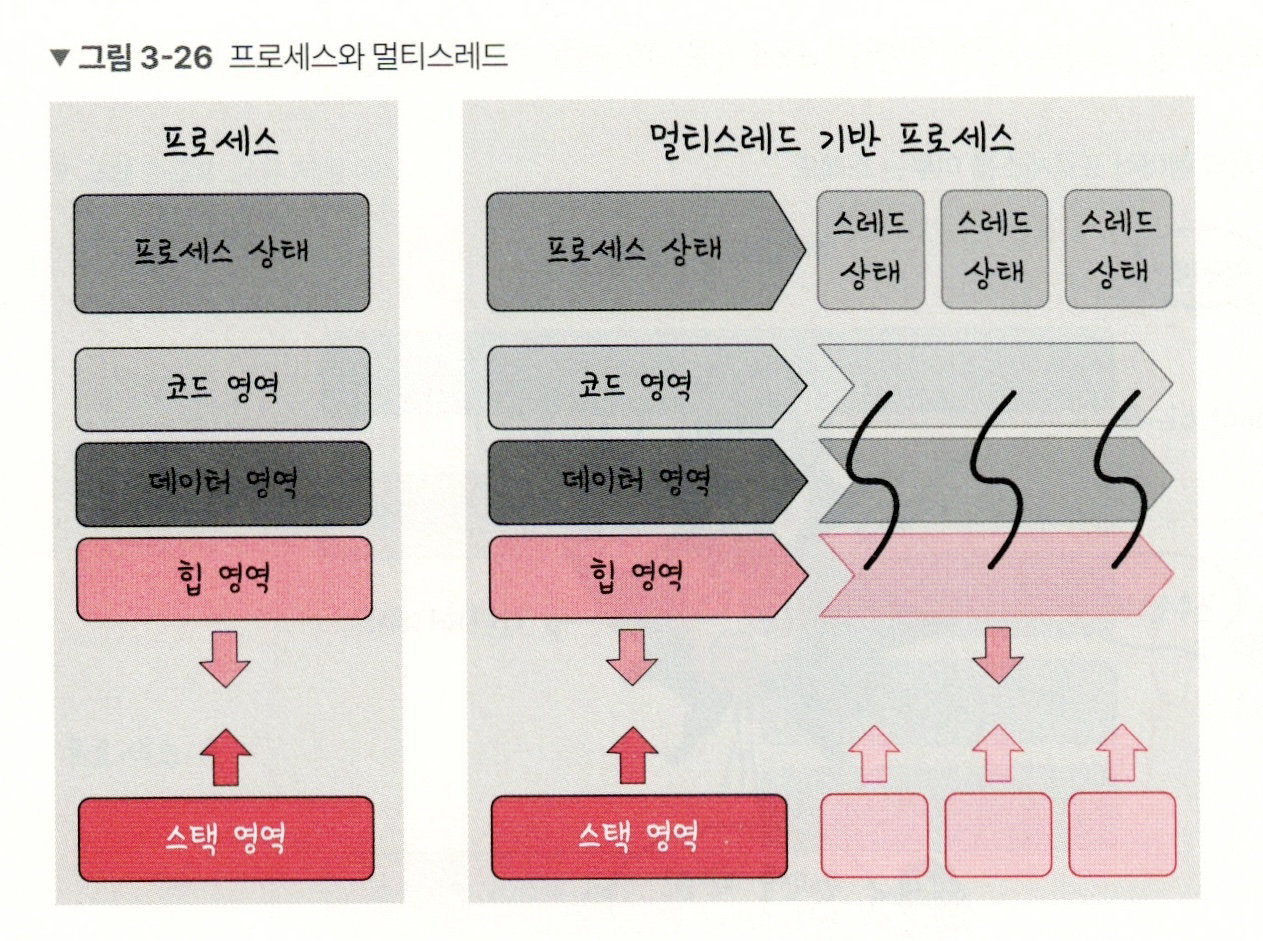 ▼ 그림 3-26 프로세스와 멀티스레드
프로세스
프로세스 상태
코드 영역
데이터 영역
힙 영역
스택 영역
멀티스레드 기반 프로세스
프로세스 상태
스레드
상태
스레드
상태
스레드
상태
코드 영역
데이터 영역
힙 영역
스택 영역